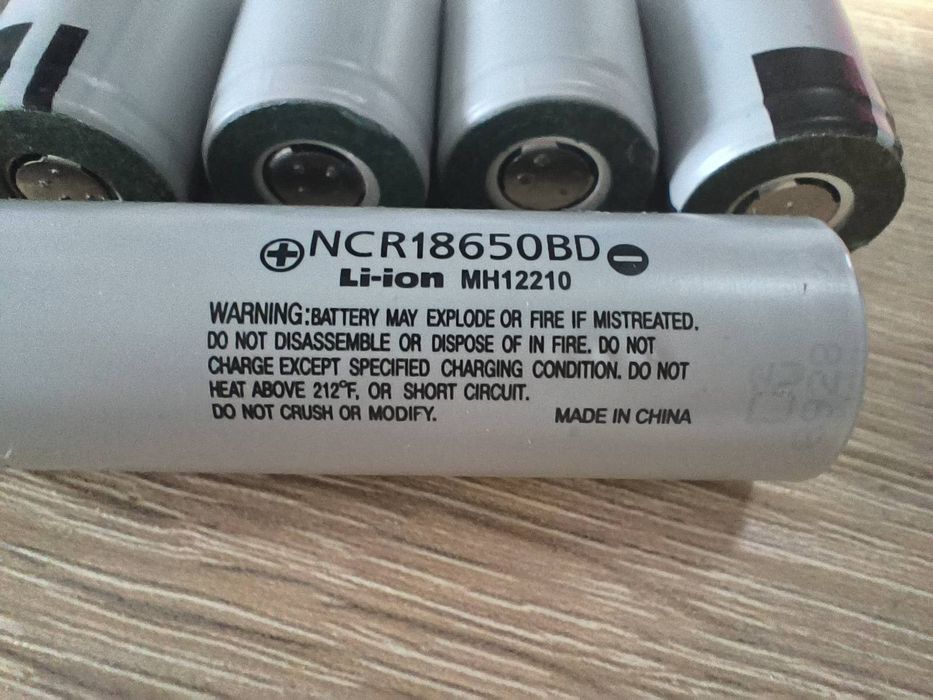 ⊕NCR18650BD⊖
Li-ion MH12210
WARNING:BATTERY MAY EXPLODE OR FIRE IF MISTREATED.
DO NOT DISASSEMBLE OR DISPOSE OF IN FIRE. DO NOT
CHARGE EXCEPT SPECIFIED CHARGING CONDITION. DO NOT
HEAT ABOVE 212°F, OR SHORT CIRCUIT.
DO NOT CRUSH OR MODIFY. MADE IN CHINA